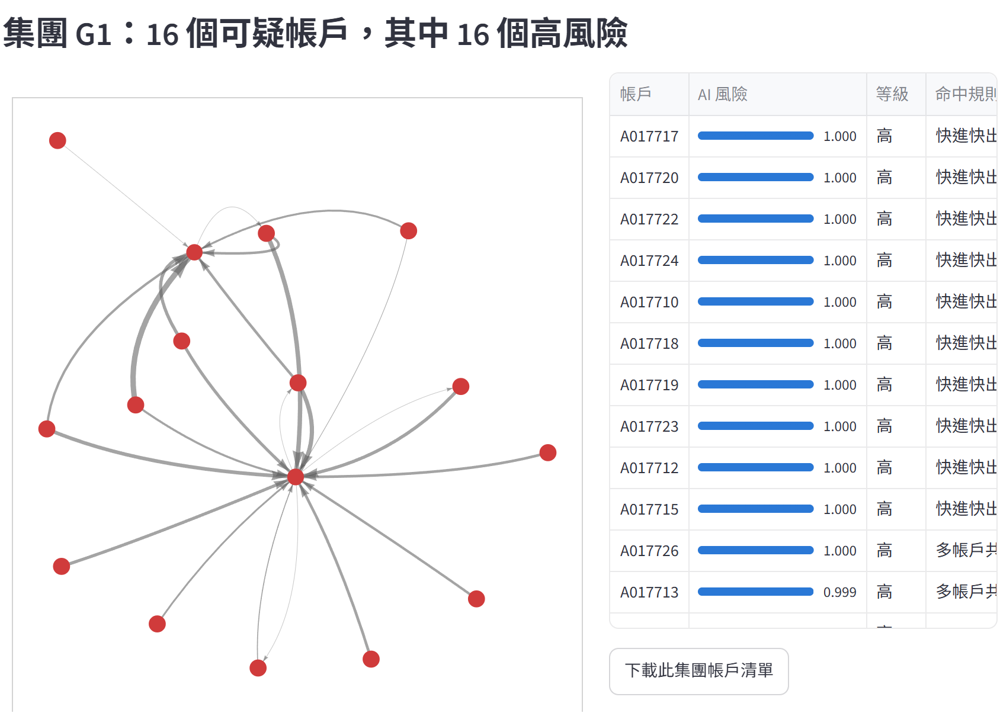 集團 G1：16 個可疑帳戶，其中 16 個高風險
帳戶 AI 風險 等級 命中規則
A017717 1.000 高 快進快出
A017720 1.000 高 快進快出
A017722 1.000 高 快進快出
A017724 1.000 高 快進快出
A017710 1.000 高 快進快出
A017718 1.000 高 快進快出
A017719 1.000 高 快進快出
A017723 1.000 高 快進快出
A017712 1.000 高 快進快出
A017715 1.000 高 快進快出
A017726 1.000 高 多帳戶共
A017713 0.999 高 多帳戶共
下載此集團帳戶清單